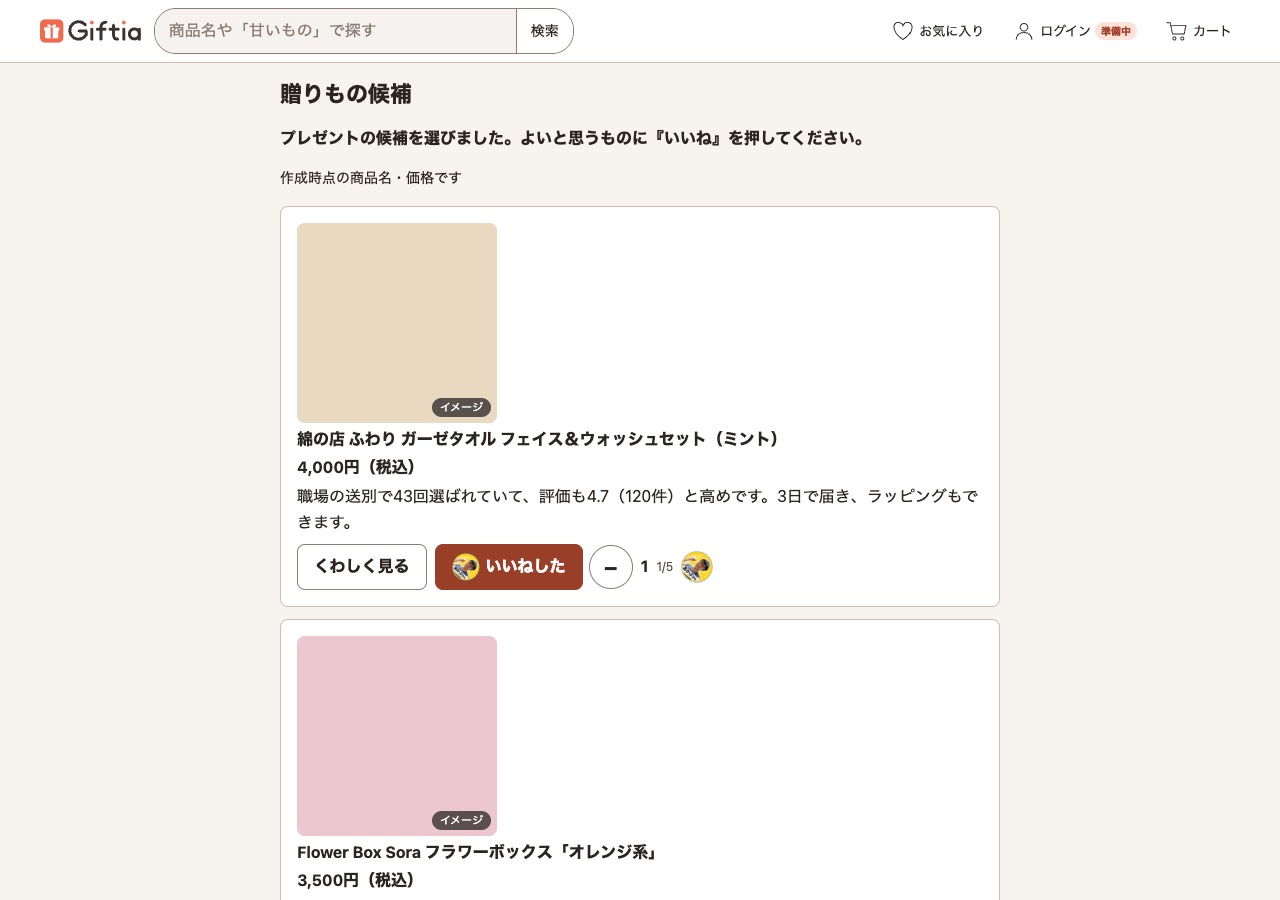 Giftia
商品名や「甘いもの」で探す
検索
お気に入り
ログイン
準備中
カート
贈りもの候補
プレゼントの候補を選びました。よいと思うものに『いいね』を押してください。
作成時点の商品名・価格です
イメージ
綿の店 ふわり ガーゼタオル フェイス＆ウォッシュセット（ミント）
4,000円（税込）
職場の送別で43回選ばれていて、評価も4.7（120件）と高めです。3日で届き、ラッピングもで
きます。
くわしく見る
いいねした
−
1
1/5
イメージ
Flower Box Sora フラワーボックス「オレンジ系」
3,500円（税込）